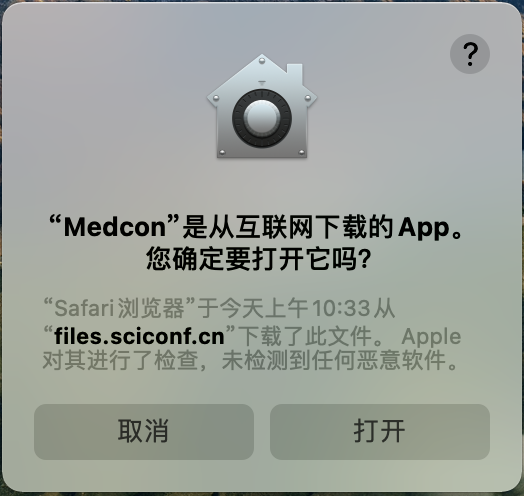 ?
“Medcon”是从互联网下载的App。
您确定要打开它吗？
“Safari浏览器”于今天上午10:33从
“files.sciconf.cn”下载了此文件。 Apple
对其进行了检查，未检测到任何恶意软件。
取消
打开